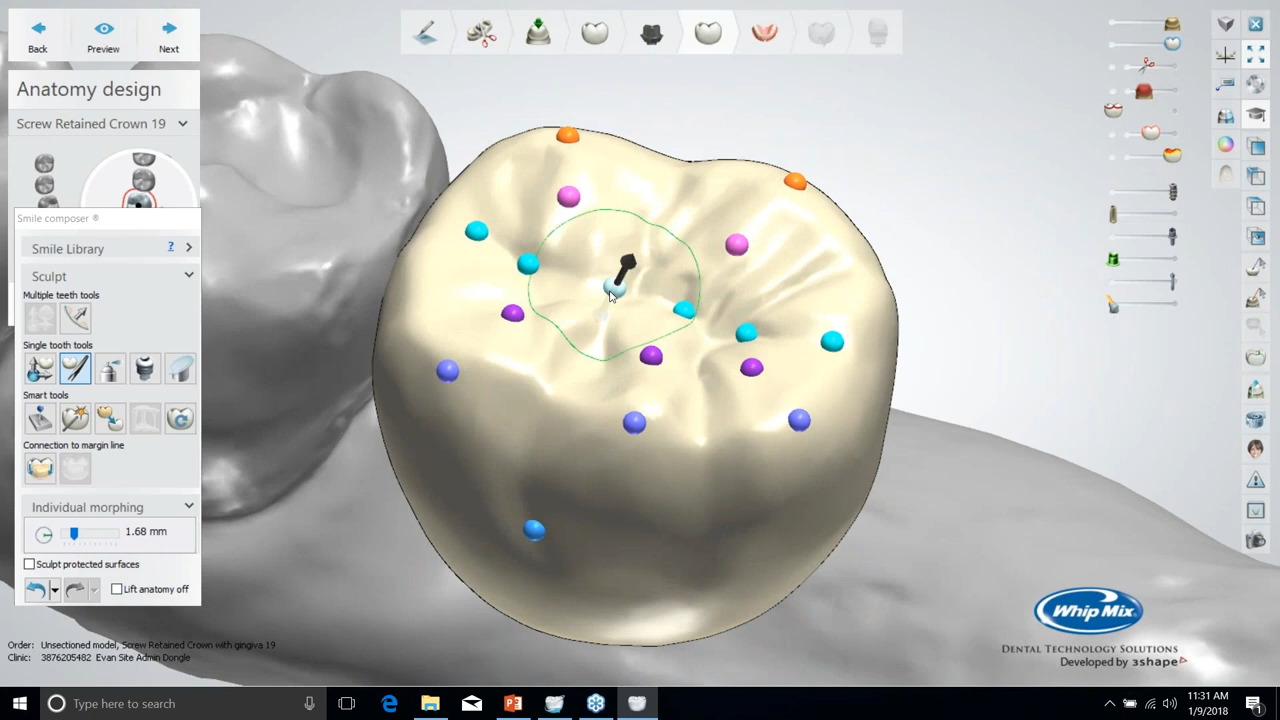 Back
Preview
Next
Anatomy design
Screw Retained Crown 19
Smile composer ®
Smile Library
?
Sculpt
Multiple teeth tools
Single tooth tools
Smart tools
Connection to margin line
Individual morphing
1.68 mm
Sculpt protected surfaces
Lift anatomy off
Order: Unsectioned model, Screw Retained Crown with gingiva 19
Clinic: 3876205482 Evan Site Admin Dongle
Whip Mix
DENTAL TECHNOLOGY SOLUTIONS
Developed by 3shape
Type here to search
11:31 AM
1/9/2018
1